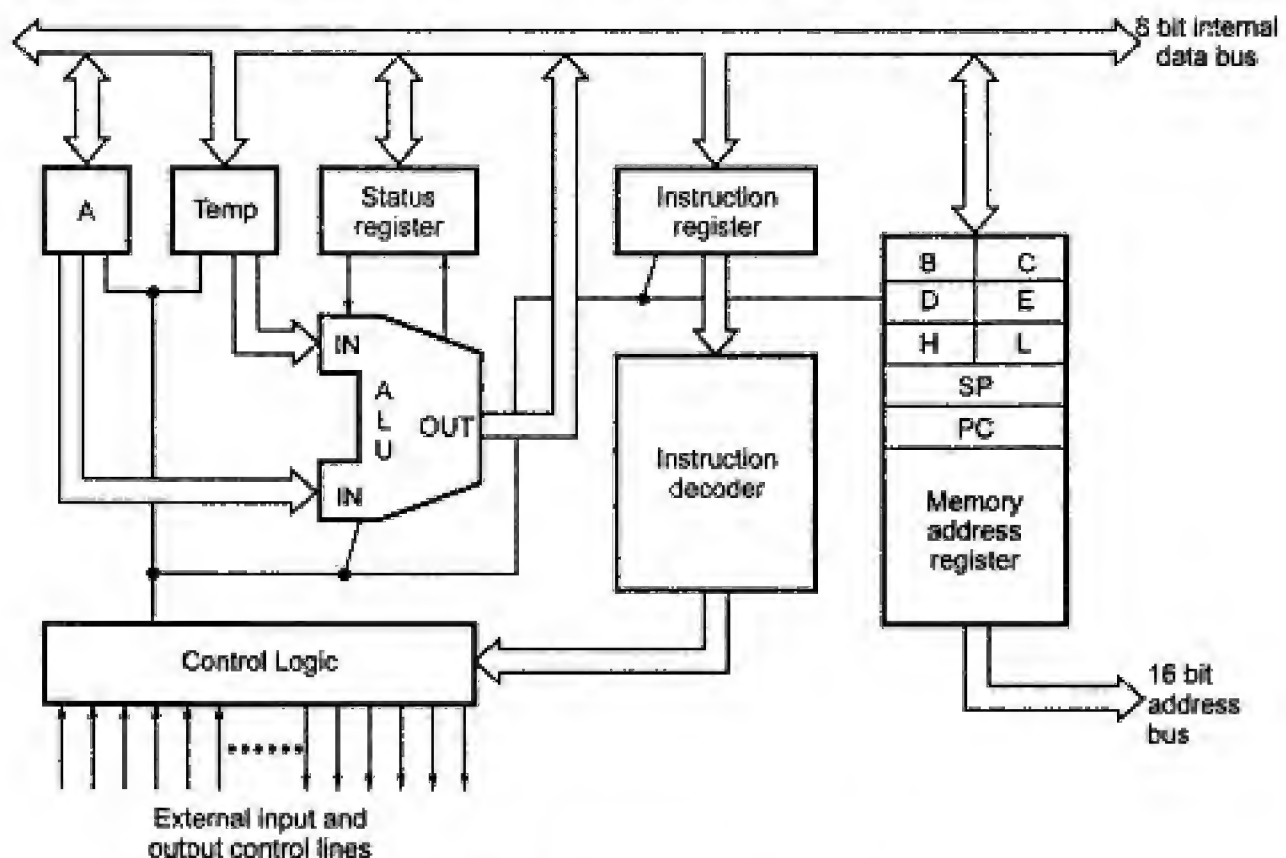 8 bit internal
data bus
A
Temp
Status
register
Instruction
register
B C
D E
H L
SP
PC
Memory
address
register
IN
A
L
U
OUT
IN
Instruction
decoder
Control Logic
16 bit
address
bus
External input and
output control lines